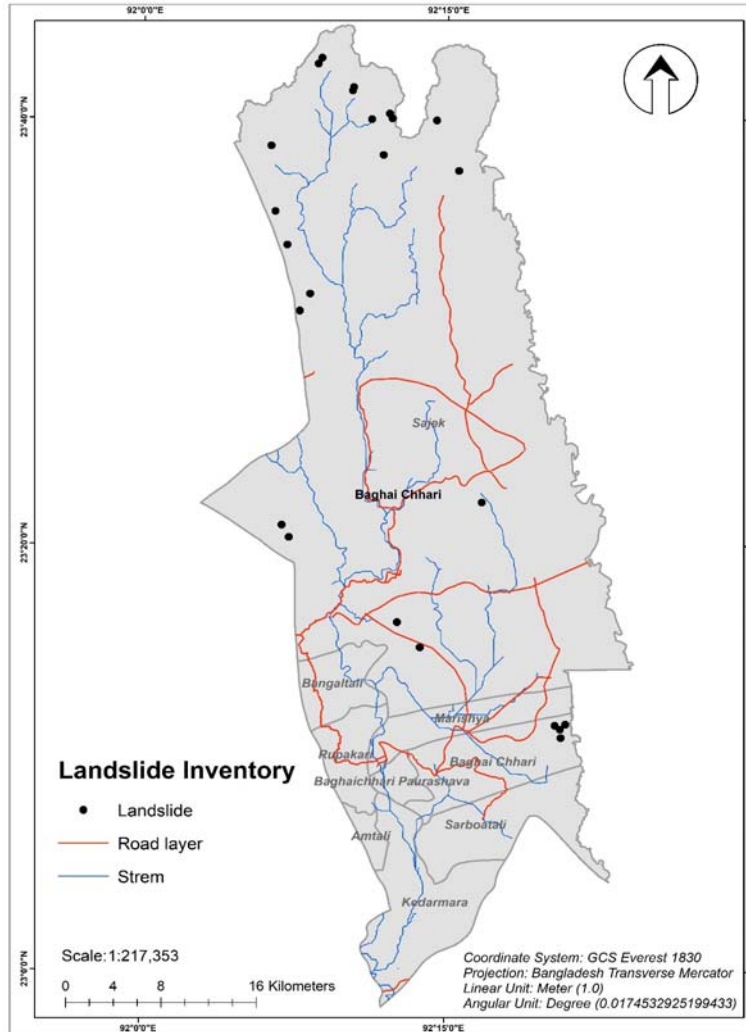 92°0'0"E
92°15'0"E
23°40'0"N
Sajek
Baghai Chhari
23°20'0"N
Bangaltali
Marishya
Rupakari
Baghai Chhari
Baghaichhari Paurashava
Amtali
Sarboatali
Kedarmara
Landslide Inventory
Landslide
Road layer
Strem
Scale:1:217,353
0 4 8 16 Kilometers
23°0'0"N
Coordinate System: GCS Everest 1830
Projection: Bangladesh Transverse Mercator
Linear Unit: Meter (1.0)
Angular Unit: Degree (0.0174532925199433)
92°0'0"E
92°15'0"E